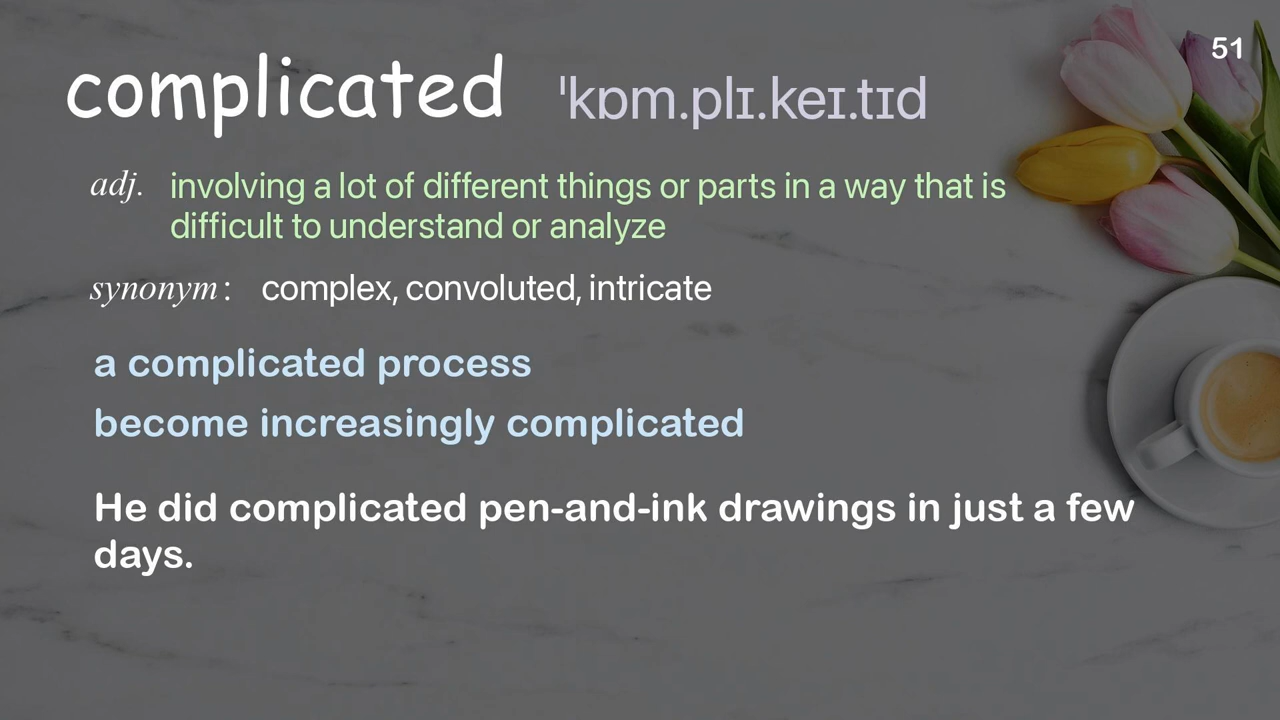 51
complicated ˈkɒm.plɪ.keɪ.tɪd
adj. involving a lot of different things or parts in a way that is
difficult to understand or analyze
synonym: complex, convoluted, intricate
a complicated process
become increasingly complicated
He did complicated pen-and-ink drawings in just a few
days.